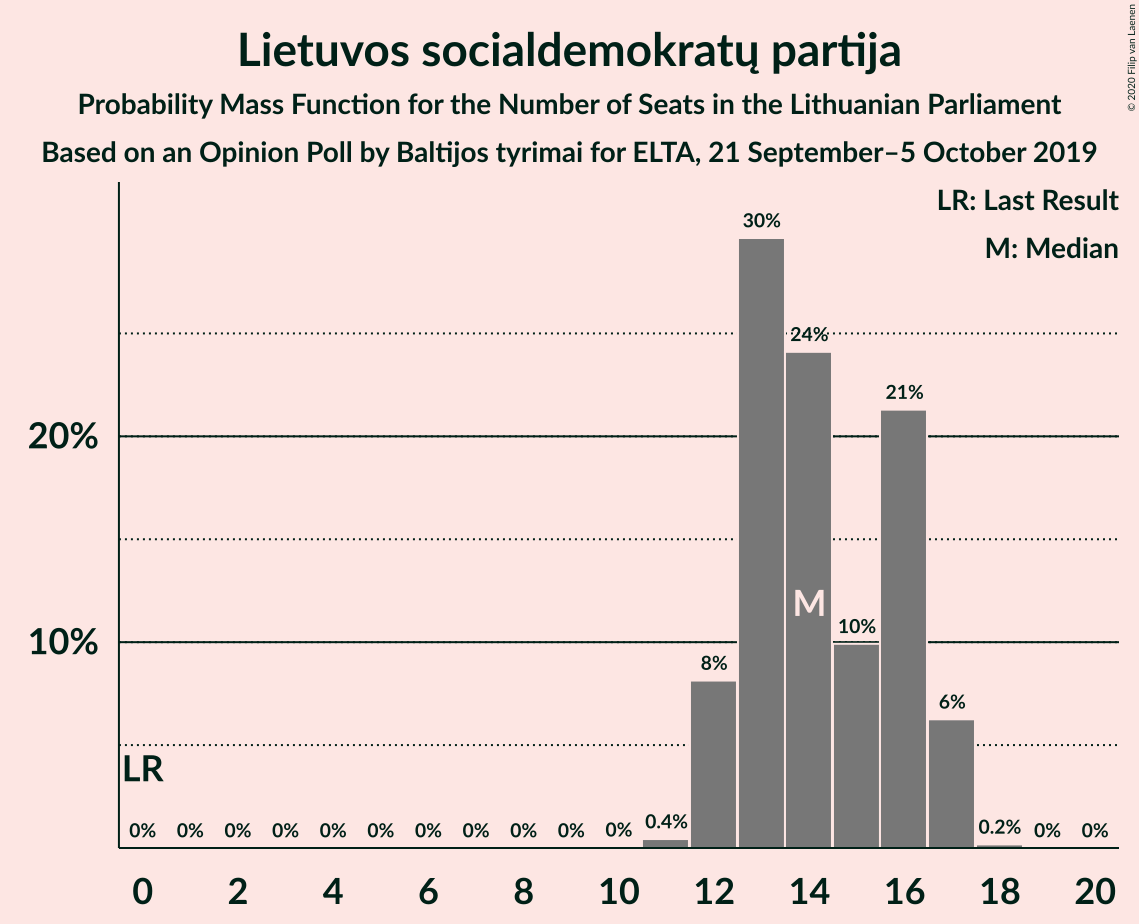 Lietuvos socialdemokratų partija
Probability Mass Function for the Number of Seats in the Lithuanian Parliament
Based on an Opinion Poll by Baltijos tyrimai for ELTA, 21 September–5 October 2019
© 2020 Filip van Laenen
LR: Last Result
M: Median
30%
24%
21%
20%
M
10%
10%
8%
6%
LR
0% 0% 0% 0% 0% 0% 0% 0% 0% 0% 0% 0.4% 0.2% 0% 0%
0 2 4 6 8 10 12 14 16 18 20